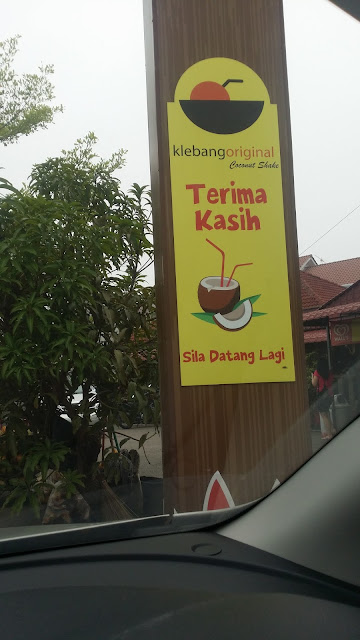 klebangoriginal
Coconut Shake
Terima
Kasih
Sila Datang Lagi